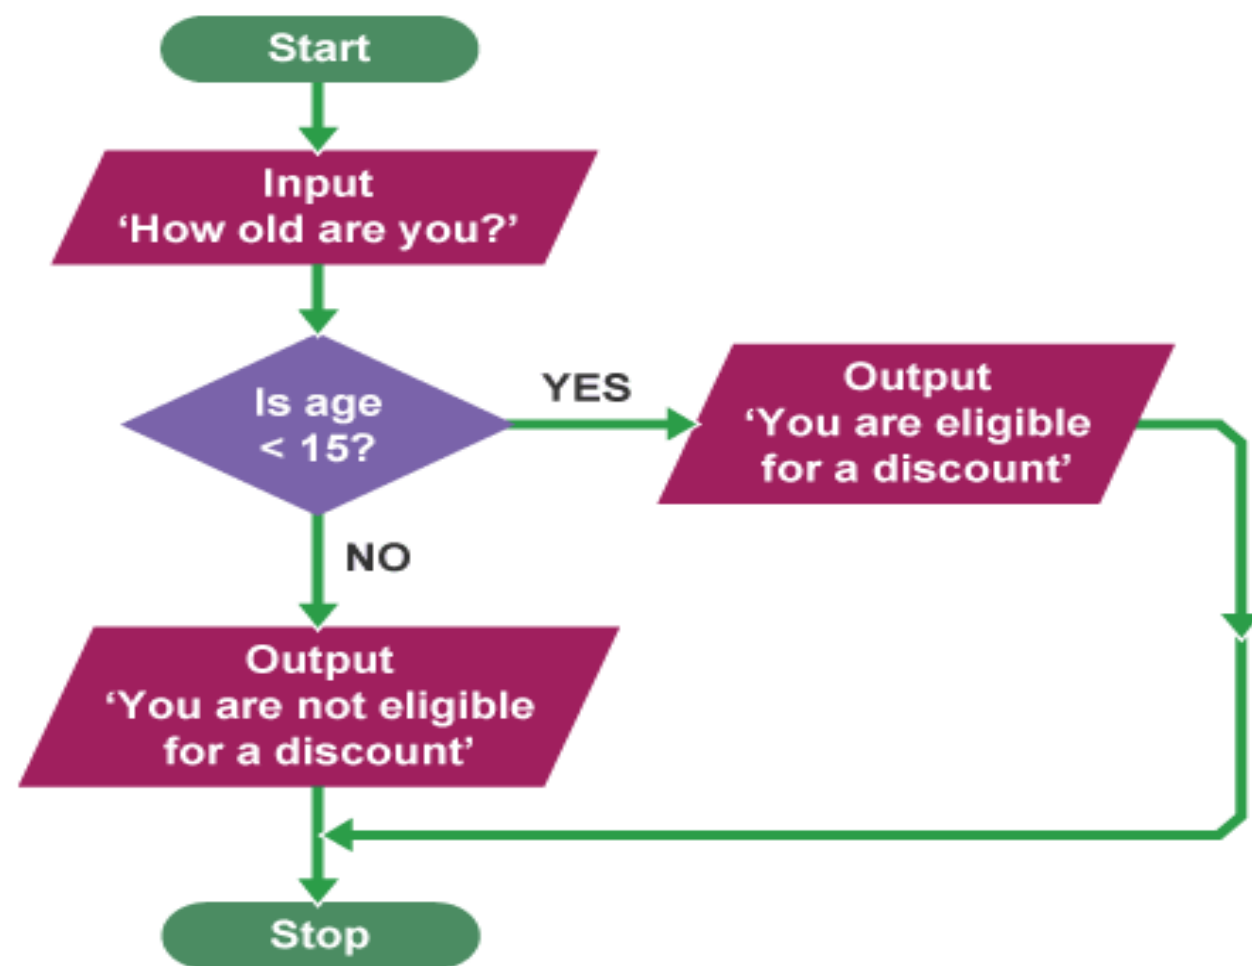 Start
Input
‘How old are you?’
Is age
< 15?
YES
Output
‘You are eligible
for a discount’
NO
Output
‘You are not eligible
for a discount’
Stop